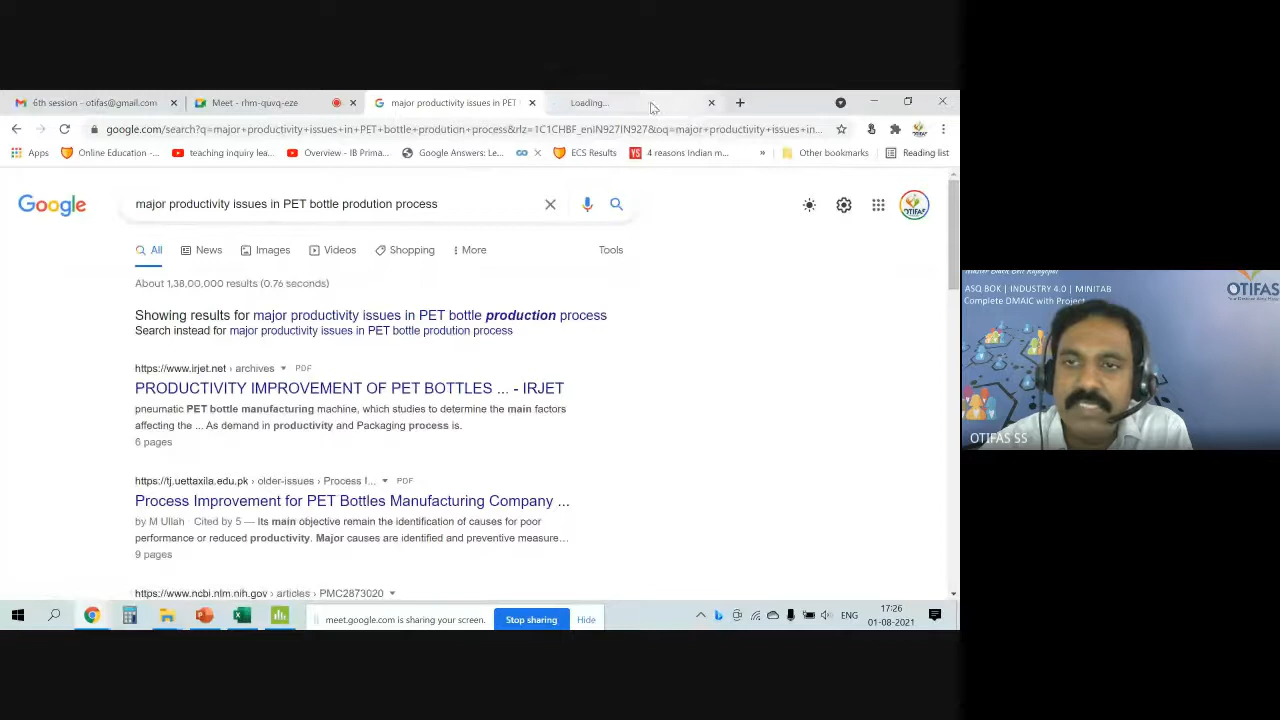 6th session - otifas@gmail.com
Meet - rhm-quvq-eze
major productivity issues in PET
Loading...
google.com/search?q=major+productivity+issues+in+PET+bottle+prodution+process&rlz=1C1CHBF_enIN927IN927&oq=major+productivity+issues+in...
Apps
Online Education -...
teaching inquiry lea...
Overview - IB Prima...
Google Answers: Le...
ECS Results
4 reasons Indian m...
»
Other bookmarks
Reading list
Google
major productivity issues in PET bottle prodution process
OTIFAS
All
News
Images
Videos
Shopping
More
Tools
About 1,38,00,000 results (0.76 seconds)
Showing results for major productivity issues in PET bottle production process
Search instead for major productivity issues in PET bottle prodution process
https://www.irjet.net › archives PDF
PRODUCTIVITY IMPROVEMENT OF PET BOTTLES ... - IRJET
pneumatic PET bottle manufacturing machine, which studies to determine the main factors
affecting the ... As demand in productivity and Packaging process is.
6 pages
https://tj.uettaxila.edu.pk › older-issues › Process I... PDF
Process Improvement for PET Bottles Manufacturing Company ...
by M Ullah · Cited by 5 — Its main objective remain the identification of causes for poor
performance or reduced productivity. Major causes are identified and preventive measure...
9 pages
https://www.ncbi.nlm.nih.gov › articles › PMC2873020
meet.google.com is sharing your screen.
Stop sharing
Hide
ENG
17:26
01-08-2021
ASQ BOK | INDUSTRY 4.0 | MINITAB
Complete DMAIC with Project
OTIFAS
OTIFAS SS